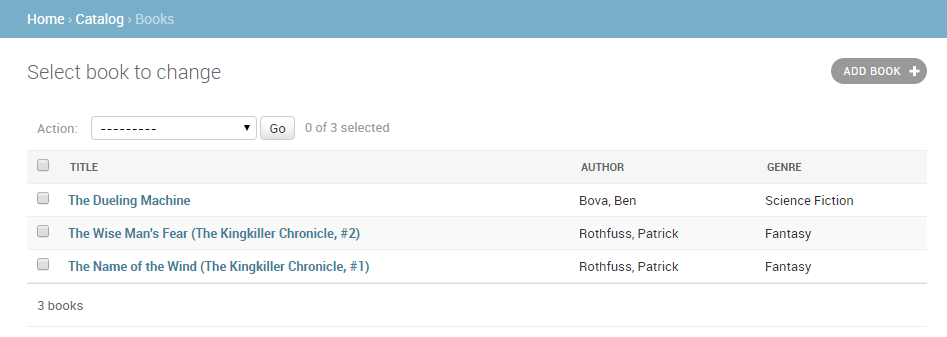 Home › Catalog › Books
Select book to change
ADD BOOK +
Action: --------- Go 0 of 3 selected
TITLE AUTHOR GENRE
The Dueling Machine Bova, Ben Science Fiction
The Wise Man's Fear (The Kingkiller Chronicle, #2) Rothfuss, Patrick Fantasy
The Name of the Wind (The Kingkiller Chronicle, #1) Rothfuss, Patrick Fantasy
3 books